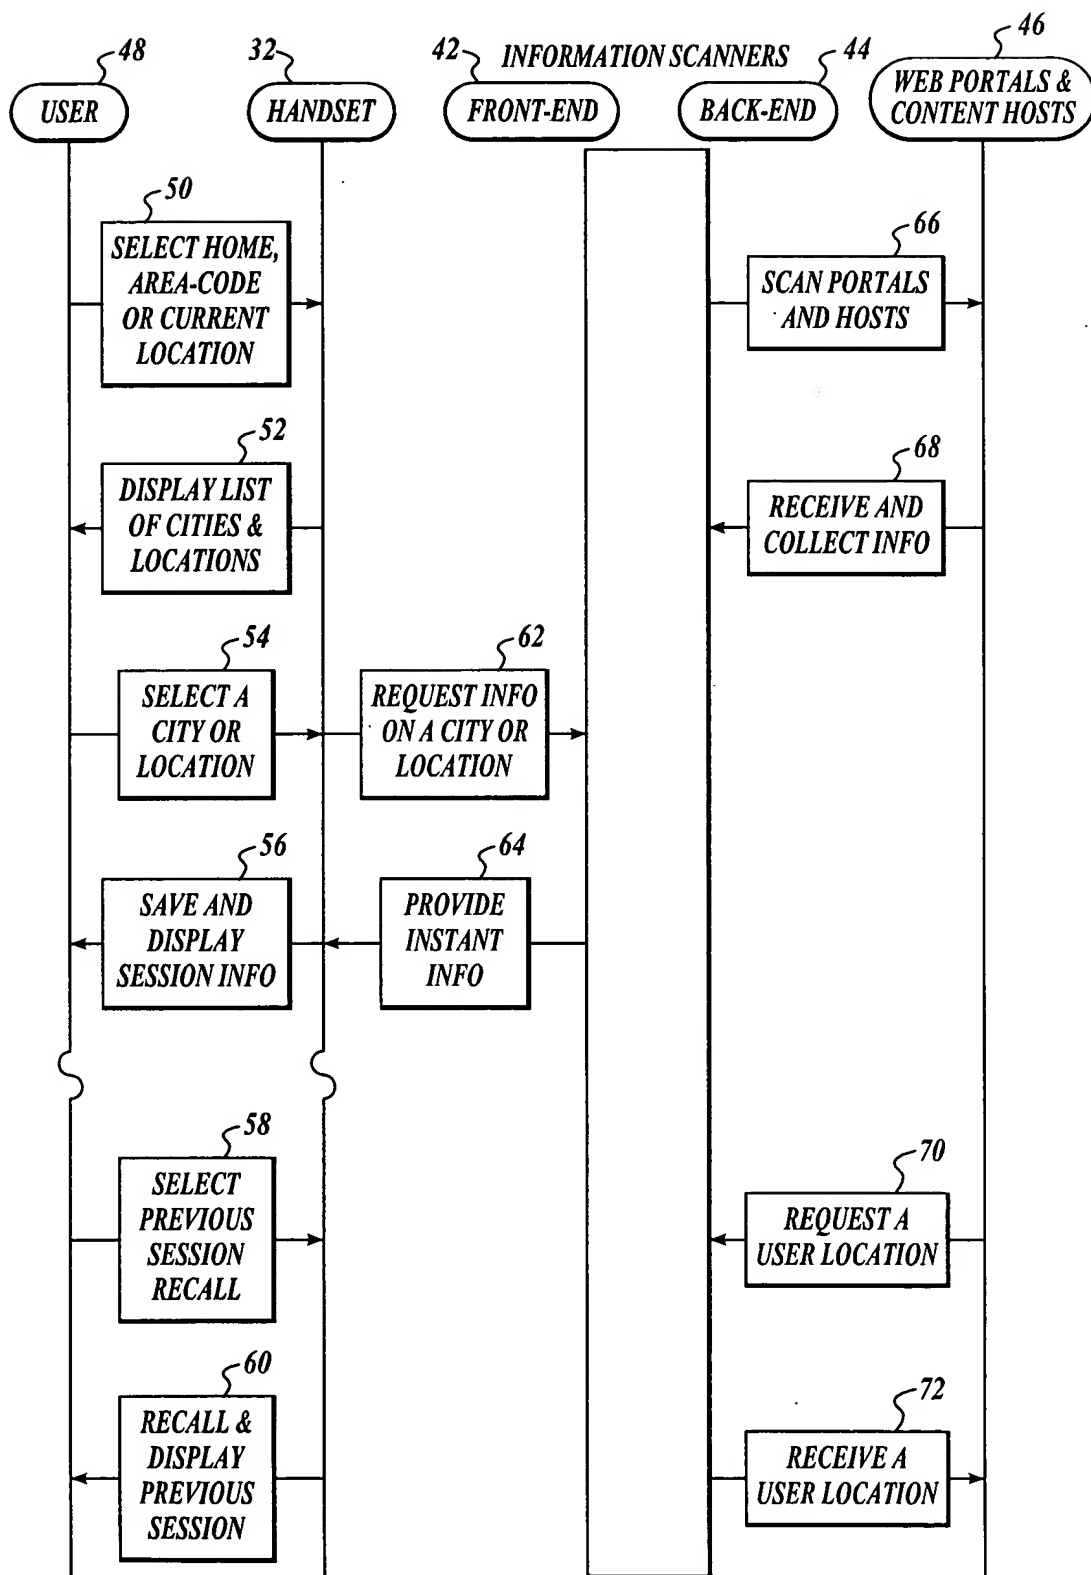 48
32
42
INFORMATION SCANNERS
44
46
USER
HANDSET
FRONT-END
BACK-END
WEB PORTALS &
CONTENT HOSTS
50
SELECT HOME,
AREA-CODE
OR CURRENT
LOCATION
66
SCAN PORTALS
AND HOSTS
52
DISPLAY LIST
OF CITIES &
LOCATIONS
68
RECEIVE AND
COLLECT INFO
54
SELECT A
CITY OR
LOCATION
62
REQUEST INFO
ON A CITY OR
LOCATION
56
SAVE AND
DISPLAY
SESSION INFO
64
PROVIDE
INSTANT
INFO
58
SELECT
PREVIOUS
SESSION
RECALL
70
REQUEST A
USER LOCATION
60
RECALL &
DISPLAY
PREVIOUS
SESSION
72
RECEIVE A
USER LOCATION